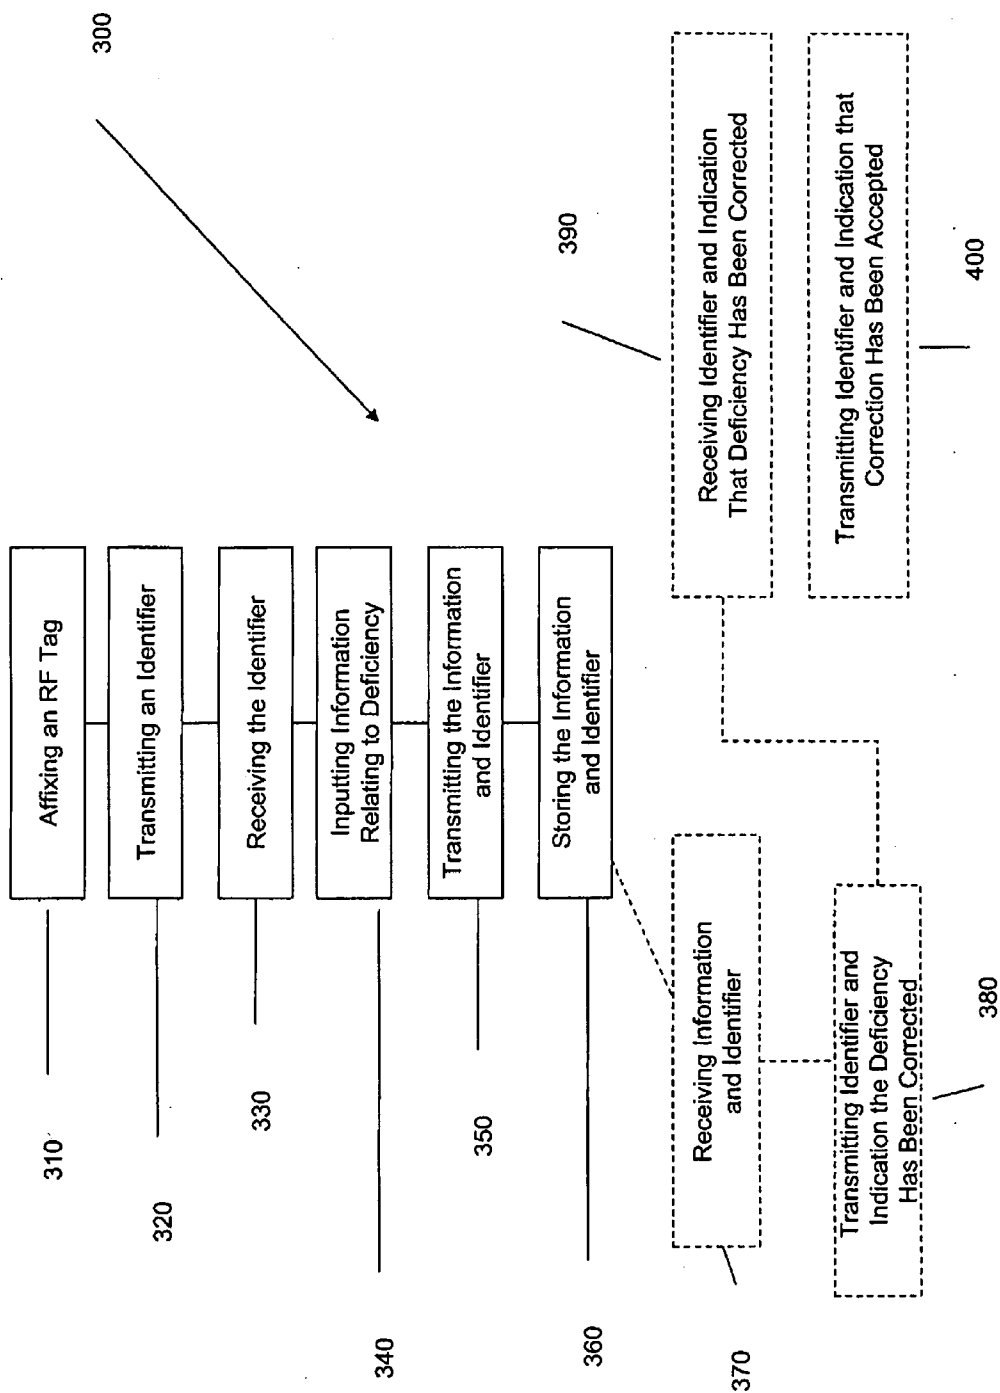 300
310
Affixing an RF Tag
320
Transmitting an Identifier
330
Receiving the Identifier
340
Inputting Information
Relating to Deficiency
350
Transmitting the Information
and Identifier
360
Storing the Information
and Identifier
370
Receiving Information
and Identifier
380
Transmitting Identifier and
Indication the Deficiency
Has Been Corrected
390
Receiving Identifier and Indication
That Deficiency Has Been Corrected
400
Transmitting Identifier and Indication that
Correction Has Been Accepted